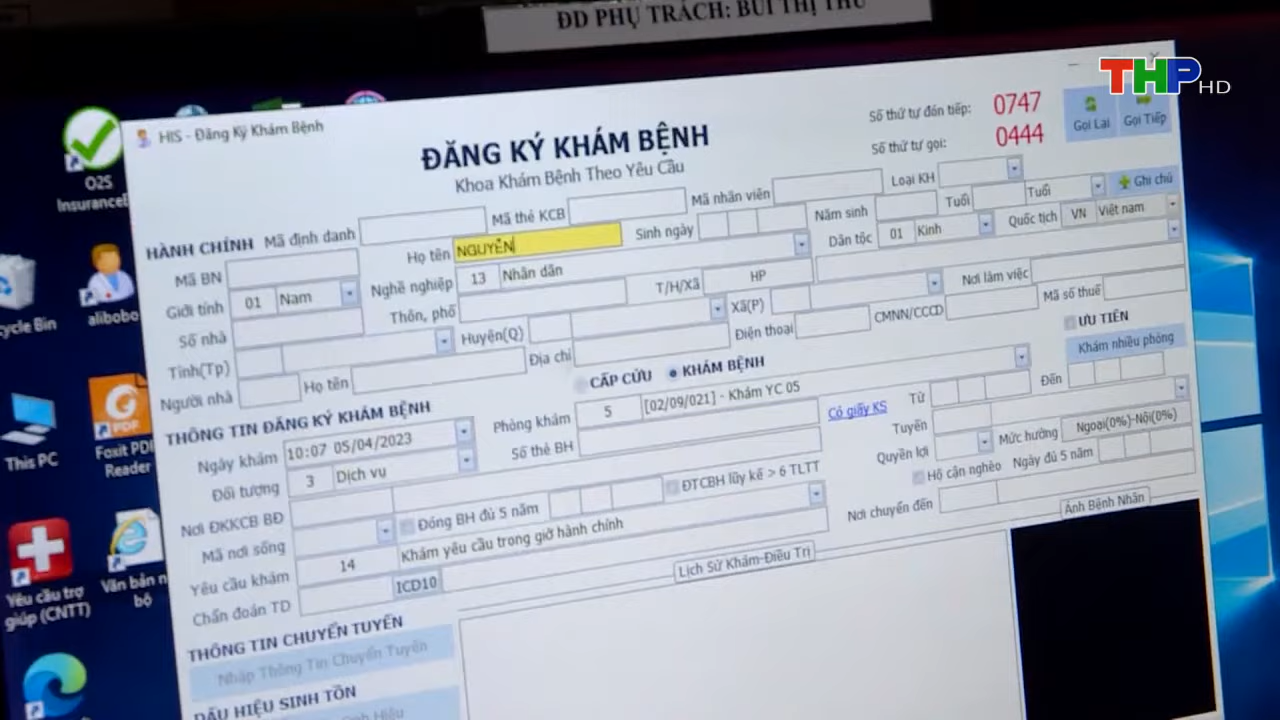 ĐD PHỤ TRÁCH: BÙI THỊ THU
THP HD
HIS - Đăng Ký Khám Bệnh
ĐĂNG KÝ KHÁM BỆNH
Khoa Khám Bệnh Theo Yêu Cầu
Số thứ tự đón tiếp: 0747
Số thứ tự gọi: 0444
Gọi Lại Gọi Tiếp
HÀNH CHÍNH Mã định danh Mã thẻ KCB Mã nhân viên Loại KH Ghi chú
Mã BN Họ tên NGUYỄN Sinh ngày Năm sinh Tuổi Tuổi
Giới tính 01 Nam Nghề nghiệp 13 Nhân dân Dân tộc 01 Kinh Quốc tịch VN Việt nam
Số nhà Thôn, phố T/H/Xã HP Nơi làm việc
Tỉnh(Tp) Huyện(Q) Xã(P) CMNN/CCCD Mã số thuế
Người nhà Họ tên Địa chỉ Điện thoại ƯU TIÊN
CẤP CỨU KHÁM BỆNH Khám nhiều phòng
THÔNG TIN ĐĂNG KÝ KHÁM BỆNH
Ngày khám 10:07 05/04/2023 Phòng khám 5 [02/09/021] - Khám YC 05 Có giấy KS Từ Đến
Đối tượng 3 Dịch vụ Số thẻ BH Tuyến
Nơi ĐKKCB BĐ Quyền lợi Mức hưởng Ngoại(0%)-Nội(0%)
Mã nơi sống Đóng BH đủ 5 năm ĐTCBH lũy kế > 6 TLTT Hộ cận nghèo Ngày đủ 5 năm
Yêu cầu khám 14 Khám yêu cầu trong giờ hành chính Nơi chuyển đến
Chẩn đoán TD ICD10 Lịch Sử Khám-Điều Trị Ảnh Bệnh Nhân
THÔNG TIN CHUYỂN TUYẾN
Nhập Thông Tin Chuyển Tuyến
DẤU HIỆU SINH TỒN
Sinh Hiệu
O2S
Insurance
cycle Bin
alibobo
This PC
Foxit PDF
Reader
Yêu cầu trợ
giúp (CNTT)
Văn bản n
bộ